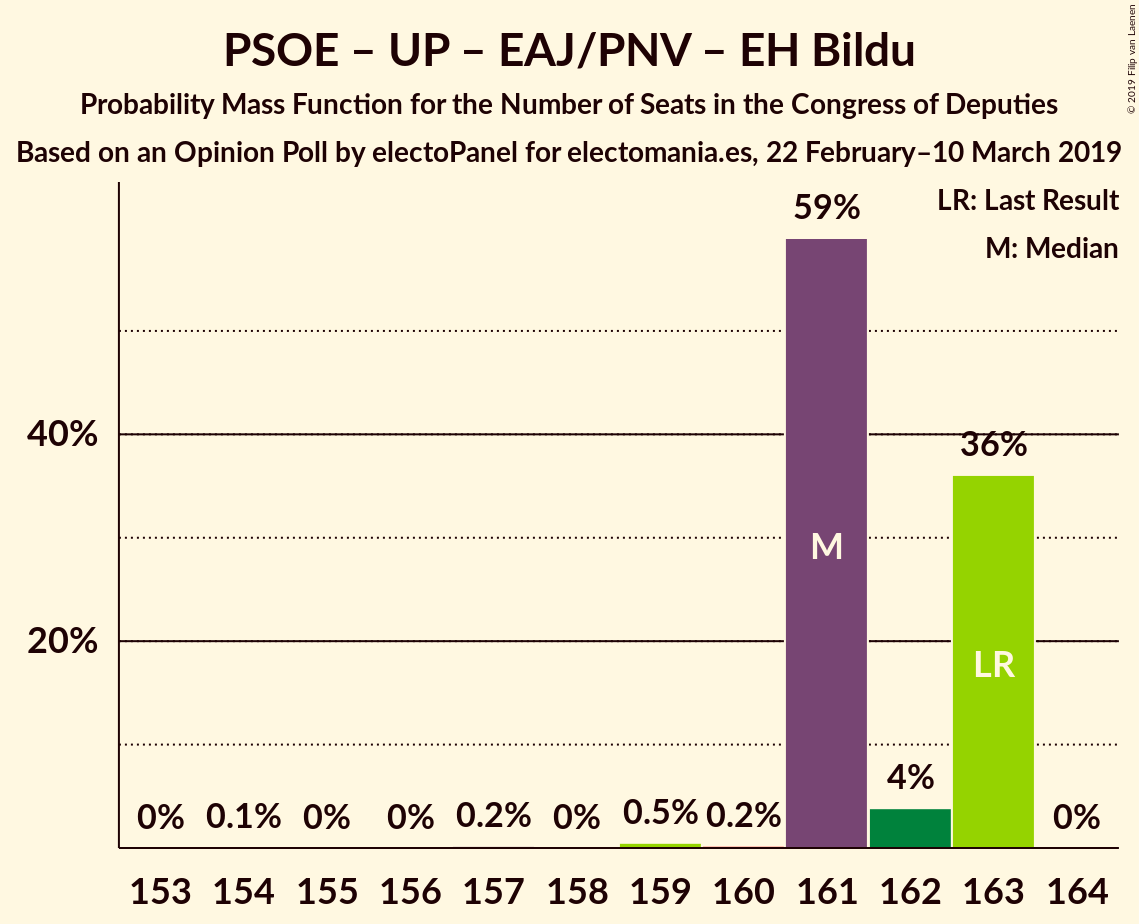 PSOE – UP – EAJ/PNV – EH Bildu
Probability Mass Function for the Number of Seats in the Congress of Deputies
Based on an Opinion Poll by electoPanel for electomania.es, 22 February–10 March 2019
© 2019 Filip van Laenen
LR: Last Result
M: Median
59%
40%
36%
M
20%
LR
4%
0% 0.1% 0% 0% 0.2% 0% 0.5% 0.2% 0%
153 154 155 156 157 158 159 160 161 162 163 164